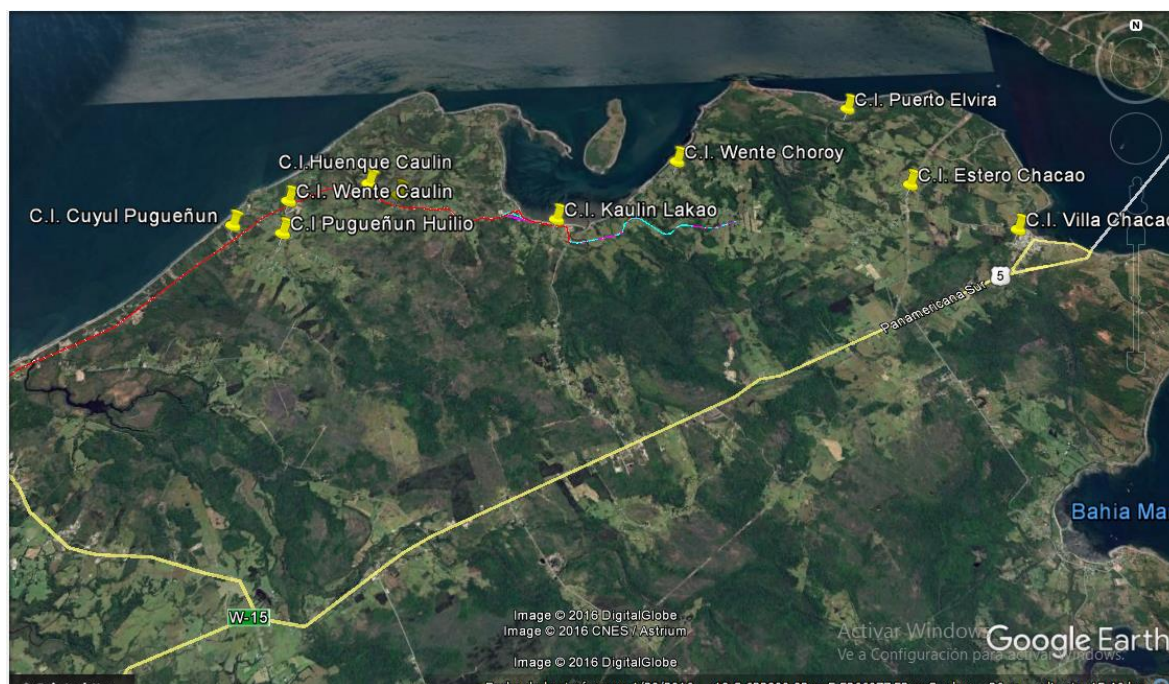 N
C.I. Puerto Elvira
C.I. Wente Choroy
C.I Huenque Caulin
C.I. Estero Chacao
C.I. Wente Caulin
C.I. Cuyul Pugueñun
C.I. Kaulin Lakao
C.I Pugueñun Huilio
C.I. Villa Chacao
5
Panamericana Sur
Bahia Ma
W-15
Image © 2016 DigitalGlobe
Image © 2016 CNES / Astrium
Image © 2016 DigitalGlobe
Activar Windows
Ve a Configuración para activar Windows.
Google Earth